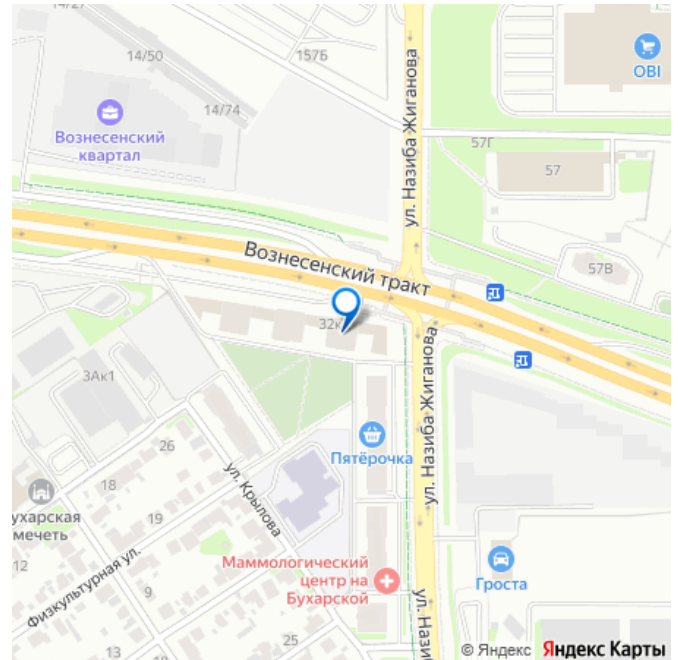 14/27
14/50
157Б
OBI
14/74
Вознесенский
квартал
ул. Назиба Жиганова
57Г
57
Вознесенский тракт
57В
32к
3Ак1
ул. Назиба Жиганова
Пятёрочка
26
18
ул. Крылова
ухарская
мечеть
19
12
Физкультурная ул.
9
Маммологический
центр на
Бухарской
Гроста
ул. Нази
13
25
© Яндекс Яндекс Карты